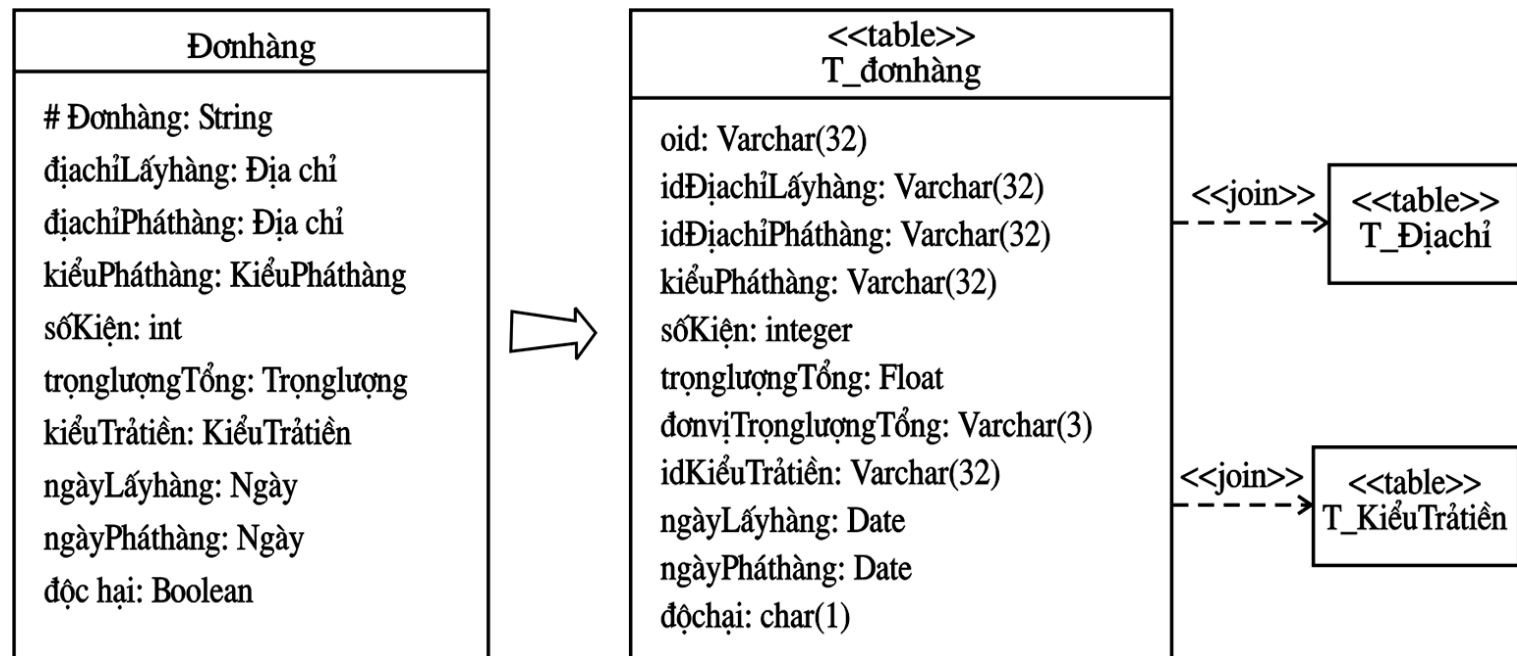 Đơnhàng
# Đơnhàng: String
địachỉLấyhàng: Địa chỉ
địachỉPháthàng: Địa chỉ
kiểuPháthàng: KiểuPháthàng
sốKiện: int
trọnglượngTổng: Trọnglượng
kiểuTrảtiền: KiểuTrảtiền
ngàyLấyhàng: Ngày
ngàyPháthàng: Ngày
độc hại: Boolean
<<table>>
T_đơnhàng
oid: Varchar(32)
idĐịachỉLấyhàng: Varchar(32)
idĐịachỉPháthàng: Varchar(32)
kiểuPháthàng: Varchar(32)
sốKiện: integer
trọnglượngTổng: Float
đơnvịTrọnglượngTổng: Varchar(3)
idKiểuTrảtiền: Varchar(32)
ngàyLấyhàng: Date
ngàyPháthàng: Date
độchại: char(1)
<<join>>
<<table>>
T_Địachỉ
<<join>>
<<table>>
T_KiểuTrảtiền